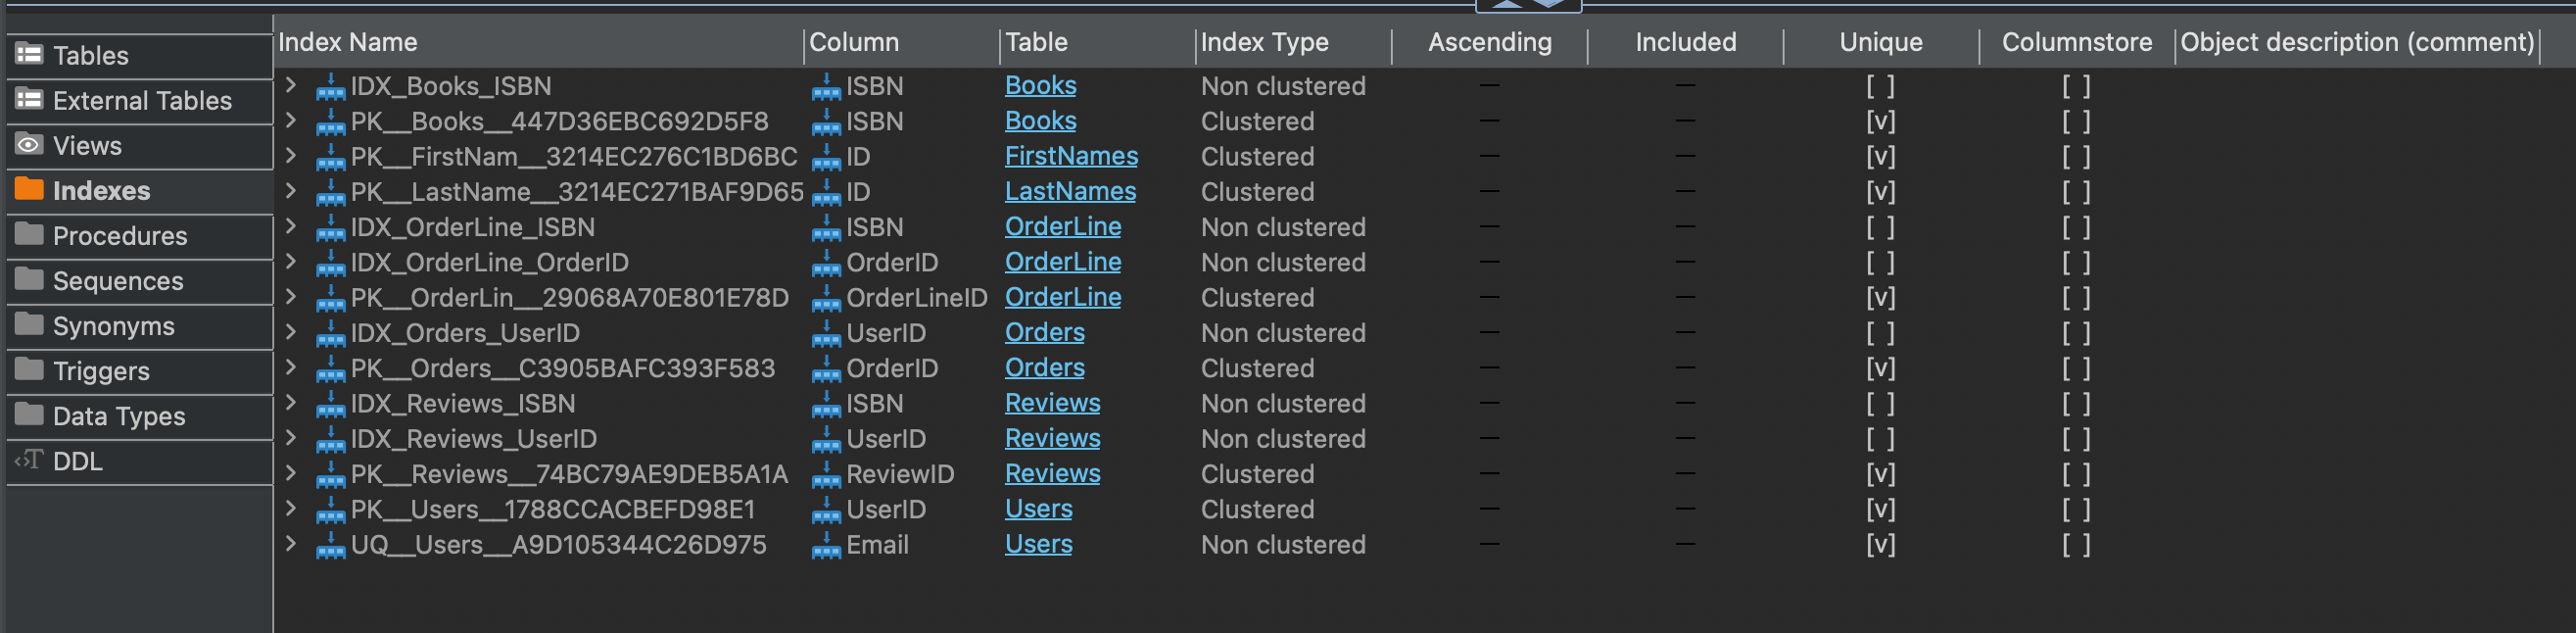 Index Name Column Table Index Type Ascending Included Unique Columnstore Object description (comment)
Tables
External Tables
Views
Indexes
Procedures
Sequences
Synonyms
Triggers
Data Types
DDL
IDX_Books_ISBN ISBN Books Non clustered [ ] [ ]
PK__Books__447D36EBC692D5F8 ISBN Books Clustered [v] [ ]
PK__FirstNam__3214EC276C1BD6BC ID FirstNames Clustered [v] [ ]
PK__LastName__3214EC271BAF9D65 ID LastNames Clustered [v] [ ]
IDX_OrderLine_ISBN ISBN OrderLine Non clustered [ ] [ ]
IDX_OrderLine_OrderID OrderID OrderLine Non clustered [ ] [ ]
PK__OrderLin__29068A70E801E78D OrderLineID OrderLine Clustered [v] [ ]
IDX_Orders_UserID UserID Orders Non clustered [ ] [ ]
PK__Orders__C3905BAFC393F583 OrderID Orders Clustered [v] [ ]
IDX_Reviews_ISBN ISBN Reviews Non clustered [ ] [ ]
IDX_Reviews_UserID UserID Reviews Non clustered [ ] [ ]
PK__Reviews__74BC79AE9DEB5A1A ReviewID Reviews Clustered [v] [ ]
PK__Users__1788CCACBEFD98E1 UserID Users Clustered [v] [ ]
UQ__Users__A9D105344C26D975 Email Users Non clustered [v] [ ]